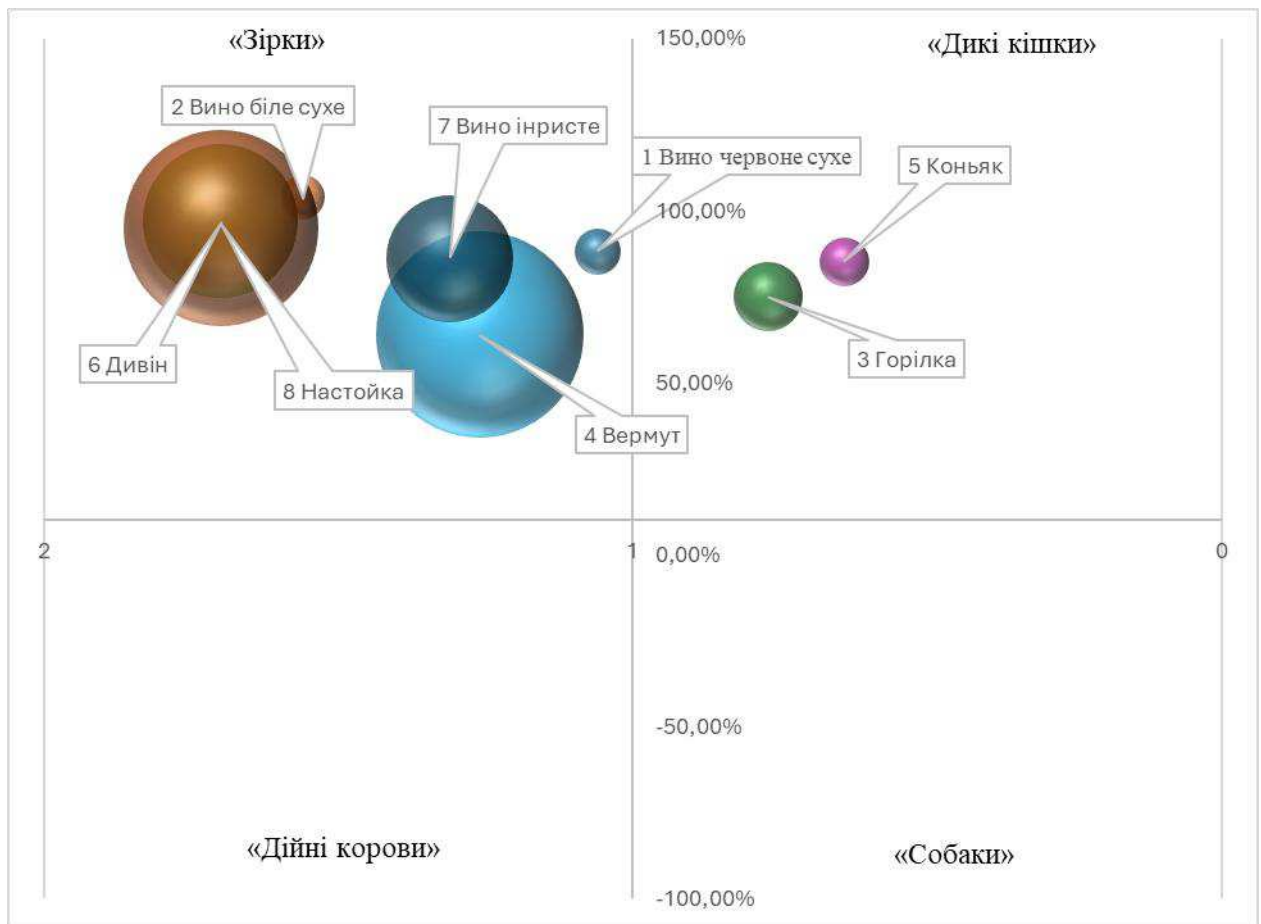 «Зірки»
150,00%
«Дикі кішки»
2 Вино біле сухе
7 Вино інристе
1 Вино червоне сухе
5 Коньяк
100,00%
6 Дивін
8 Настойка
50,00%
3 Горілка
4 Вермут
2
1
0,00%
0
-50,00%
«Дійні корови»
«Собаки»
-100,00%